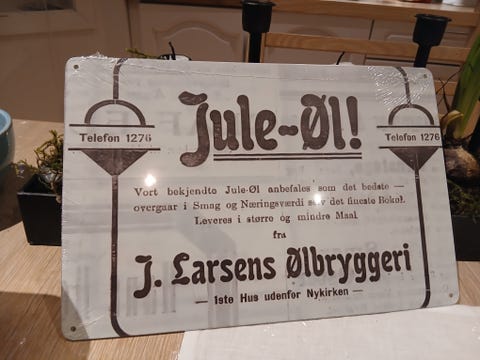 Jule-Øl!
Telefon 1276
Telefon 1276
Vort bekjendte Jule-Øl anbefales som det bedste —
overgaar i Smag og Næringsværdi selv det fineste Bokøl.
Leveres i større og mindre Maal
fra
J. Larsens Ølbryggeri
— 1ste Hus udenfor Nykirken —